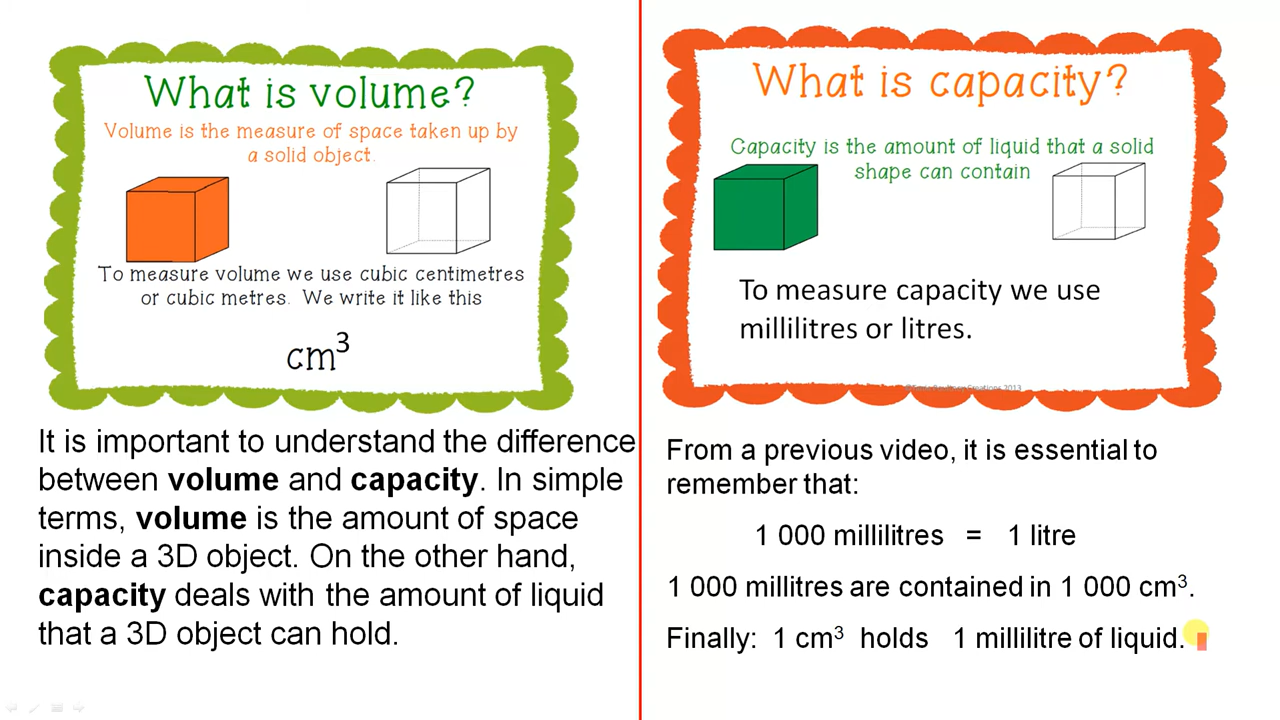 What is volume?
Volume is the measure of space taken up by
a solid object.
To measure volume we use cubic centimetres
or cubic metres. We write it like this
cm³
It is important to understand the difference
between volume and capacity. In simple
terms, volume is the amount of space
inside a 3D object. On the other hand,
capacity deals with the amount of liquid
that a 3D object can hold.
What is capacity?
Capacity is the amount of liquid that a solid
shape can contain
To measure capacity we use
millilitres or litres.
Creations 2013
From a previous video, it is essential to
remember that:
1 000 millilitres = 1 litre
1 000 millitres are contained in 1 000 cm³.
Finally: 1 cm³ holds 1 millilitre of liquid.